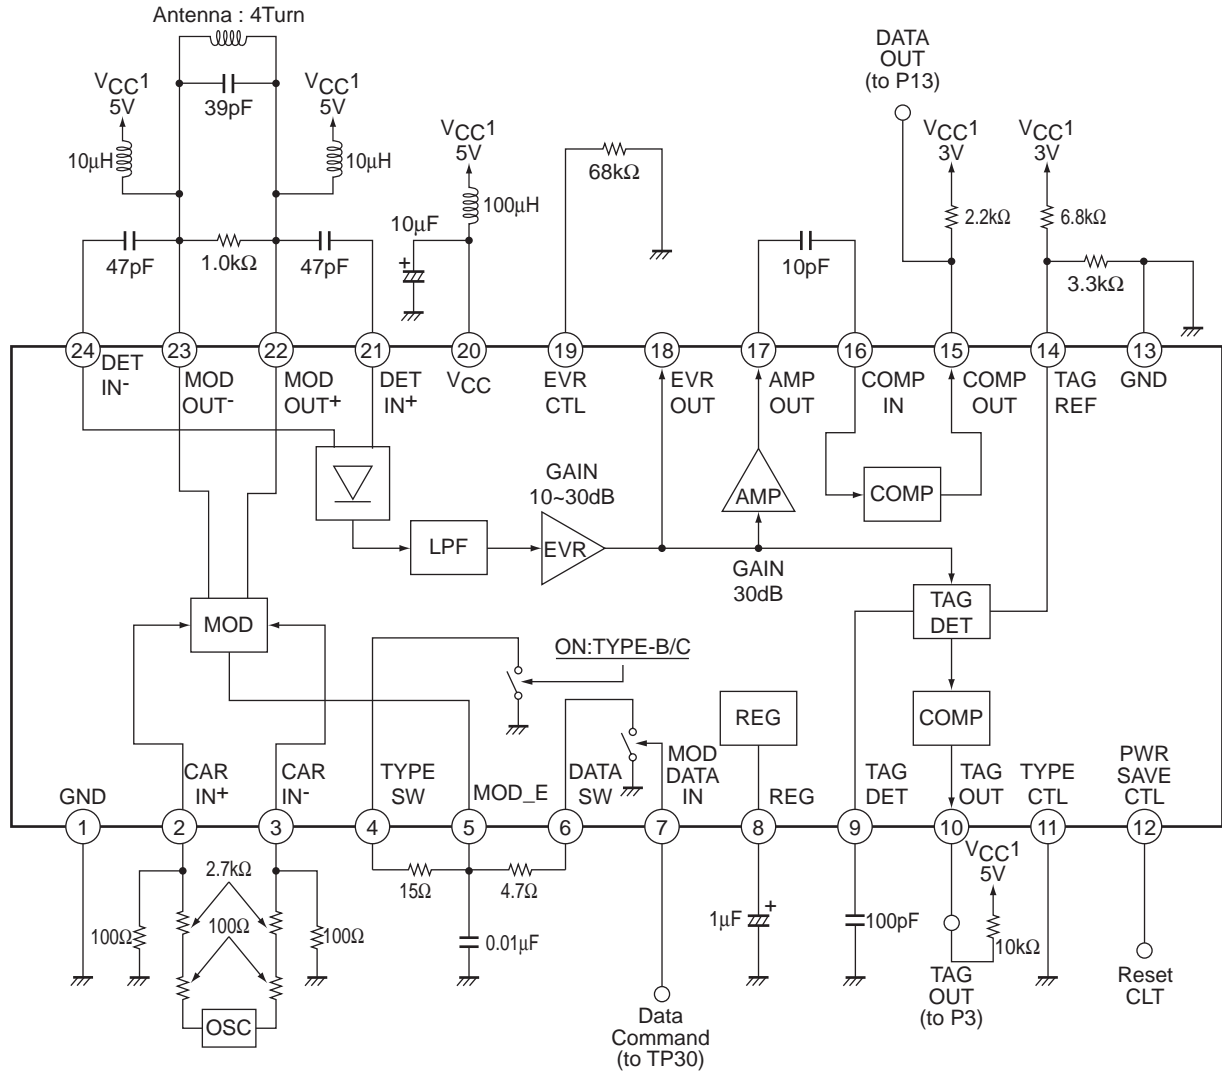 Antenna : 4Turn
39pF
VCC1
5V
10µH
VCC1
5V
10µH
47pF
1.0kΩ
47pF
VCC1
5V
100µH
10µF
+
68kΩ
10pF
DATA
OUT
(to P13)
VCC1
3V
2.2kΩ
VCC1
3V
6.8kΩ
3.3kΩ
24
23
22
21
20
19
18
17
16
15
14
13
DET
IN-
MOD
OUT-
MOD
OUT+
DET
IN+
VCC
EVR
CTL
EVR
OUT
AMP
OUT
COMP
IN
COMP
OUT
TAG
REF
GND
GAIN
10~30dB
LPF
EVR
AMP
GAIN
30dB
COMP
TAG
DET
MOD
ON:TYPE-B/C
REG
COMP
GND
CAR
IN+
CAR
IN-
TYPE
SW
MOD_E
DATA
SW
MOD
DATA
IN
REG
TAG
DET
TAG
OUT
TYPE
CTL
PWR
SAVE
CTL
1
2
3
4
5
6
7
8
9
10
11
12
100Ω
2.7kΩ
100Ω
100Ω
OSC
15Ω
4.7Ω
0.01µF
Data
Command
(to TP30)
1µF
+
100pF
VCC1
5V
10kΩ
TAG
OUT
(to P3)
Reset
CLT